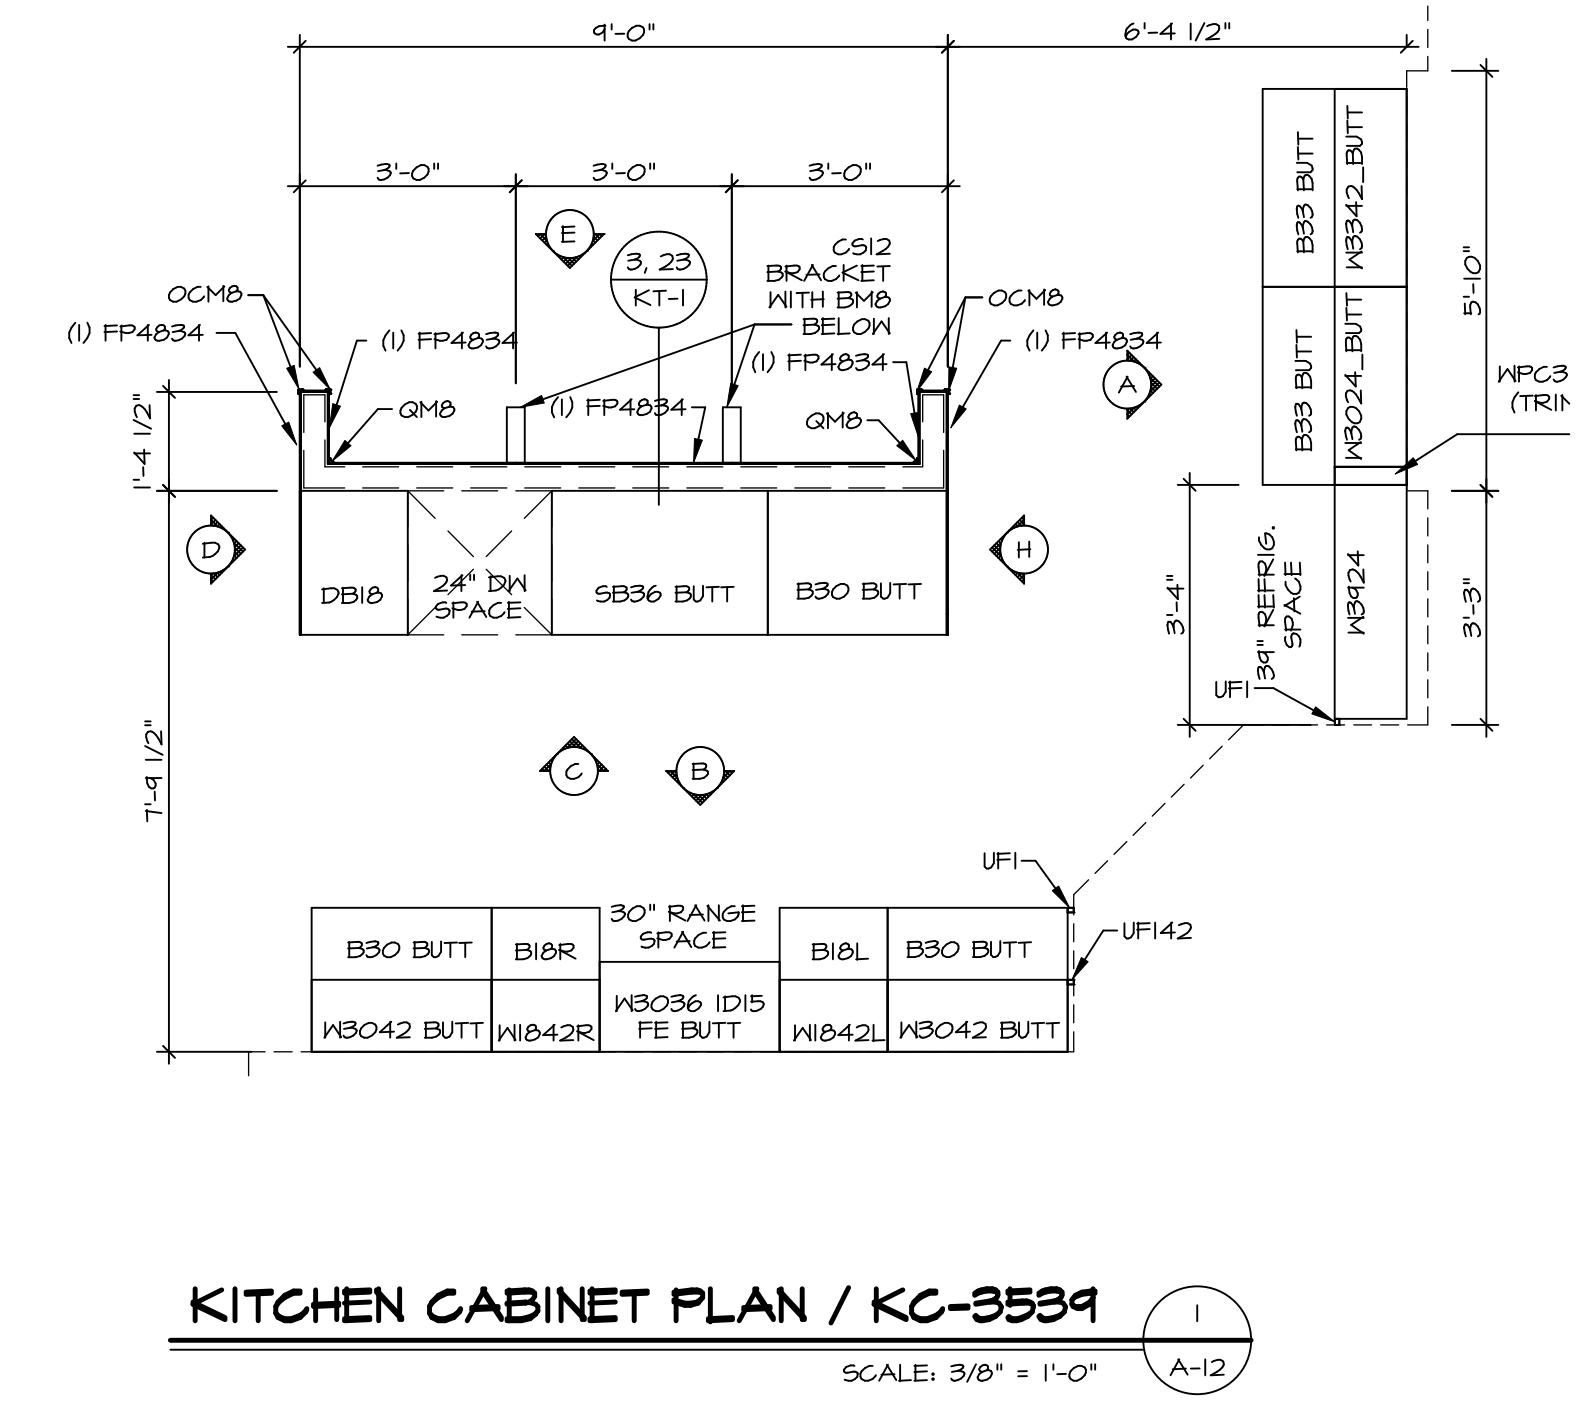 9'-0"
6'-4 1/2"
3'-0"
3'-0"
3'-0"
E
3, 23
KT-1
CS12
BRACKET
WITH BM8
BELOW
OCM8
(1) FP4834
(1) FP4834
OCM8
(1) FP4834
(1) FP4834
(1) FP4834
QM8
QM8
A
1'-4 1/2"
B33 BUTT
W3342_BUTT
B33 BUTT
W3024_BUTT
5'-10"
WPC3
(TRIM
D
H
DB18
24" DW
SPACE
SB36 BUTT
B30 BUTT
3'-4"
39" REFRIG.
SPACE
W3924
3'-3"
UF1
7'-9 1/2"
C
B
UF1
UF142
B30 BUTT
B18R
30" RANGE
SPACE
B18L
B30 BUTT
W3042 BUTT
W1842R
W3036 1D15
FE BUTT
W1842L
W3042 BUTT
KITCHEN CABINET PLAN / KC-3539
SCALE: 3/8" = 1'-0"
1
A-12